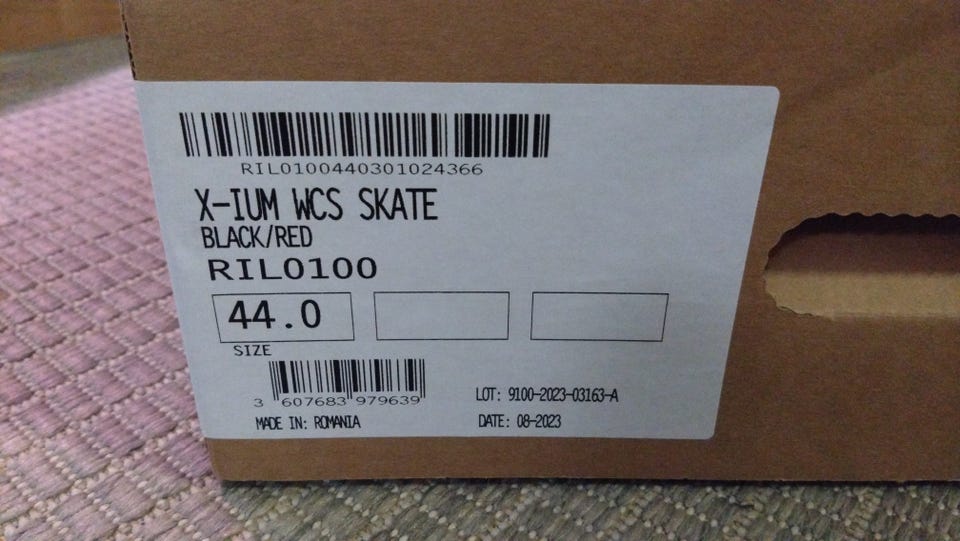 RIL0100440301024366
X-IUM WCS SKATE
BLACK/RED
RIL0100
44.0
SIZE
3 607683 979639
LOT: 9100-2023-03163-A
MADE IN: ROMANIA
DATE: 08-2023